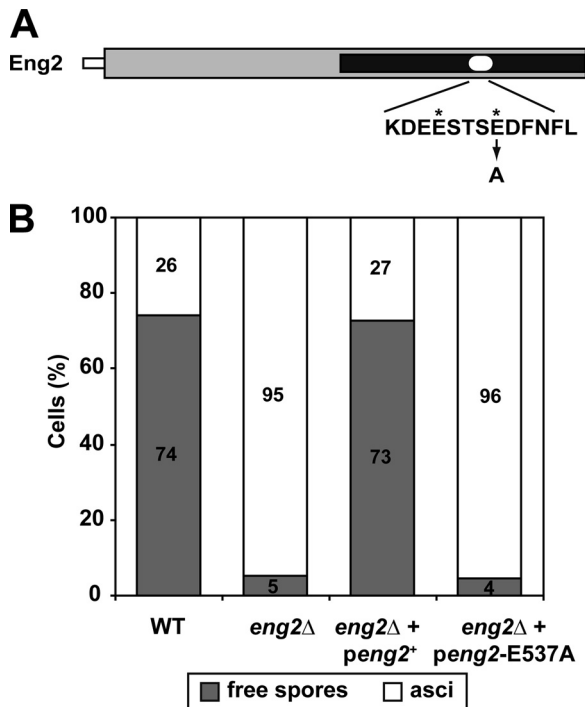 A
Eng2
* *
KDEESTSEDFNFL
A
B
100
80
60
40
20
0
Cells (%)
26
74
95
5
27
73
96
4
WT
eng2Δ
eng2Δ +
peng2⁺
eng2Δ +
peng2-E537A
free spores
asci